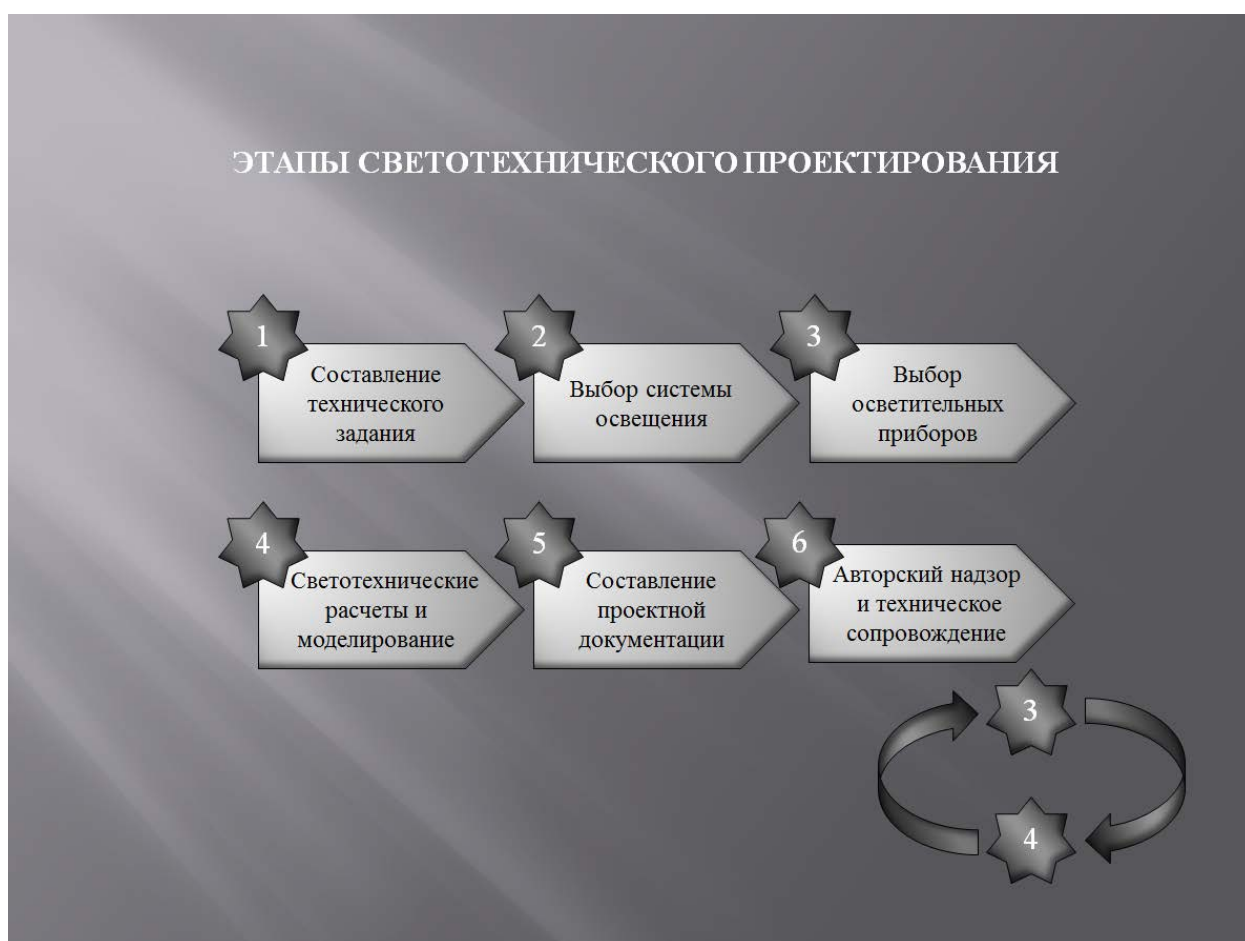 ЭТАПЫ СВЕТОТЕХНИЧЕСКОГО ПРОЕКТИРОВАНИЯ
1
Составление
технического
задания
2
Выбор системы
освещения
3
Выбор
осветительных
приборов
4
Светотехнические
расчеты и
моделирование
5
Составление
проектной
документации
6
Авторский надзор
и техническое
сопровождение
3
4